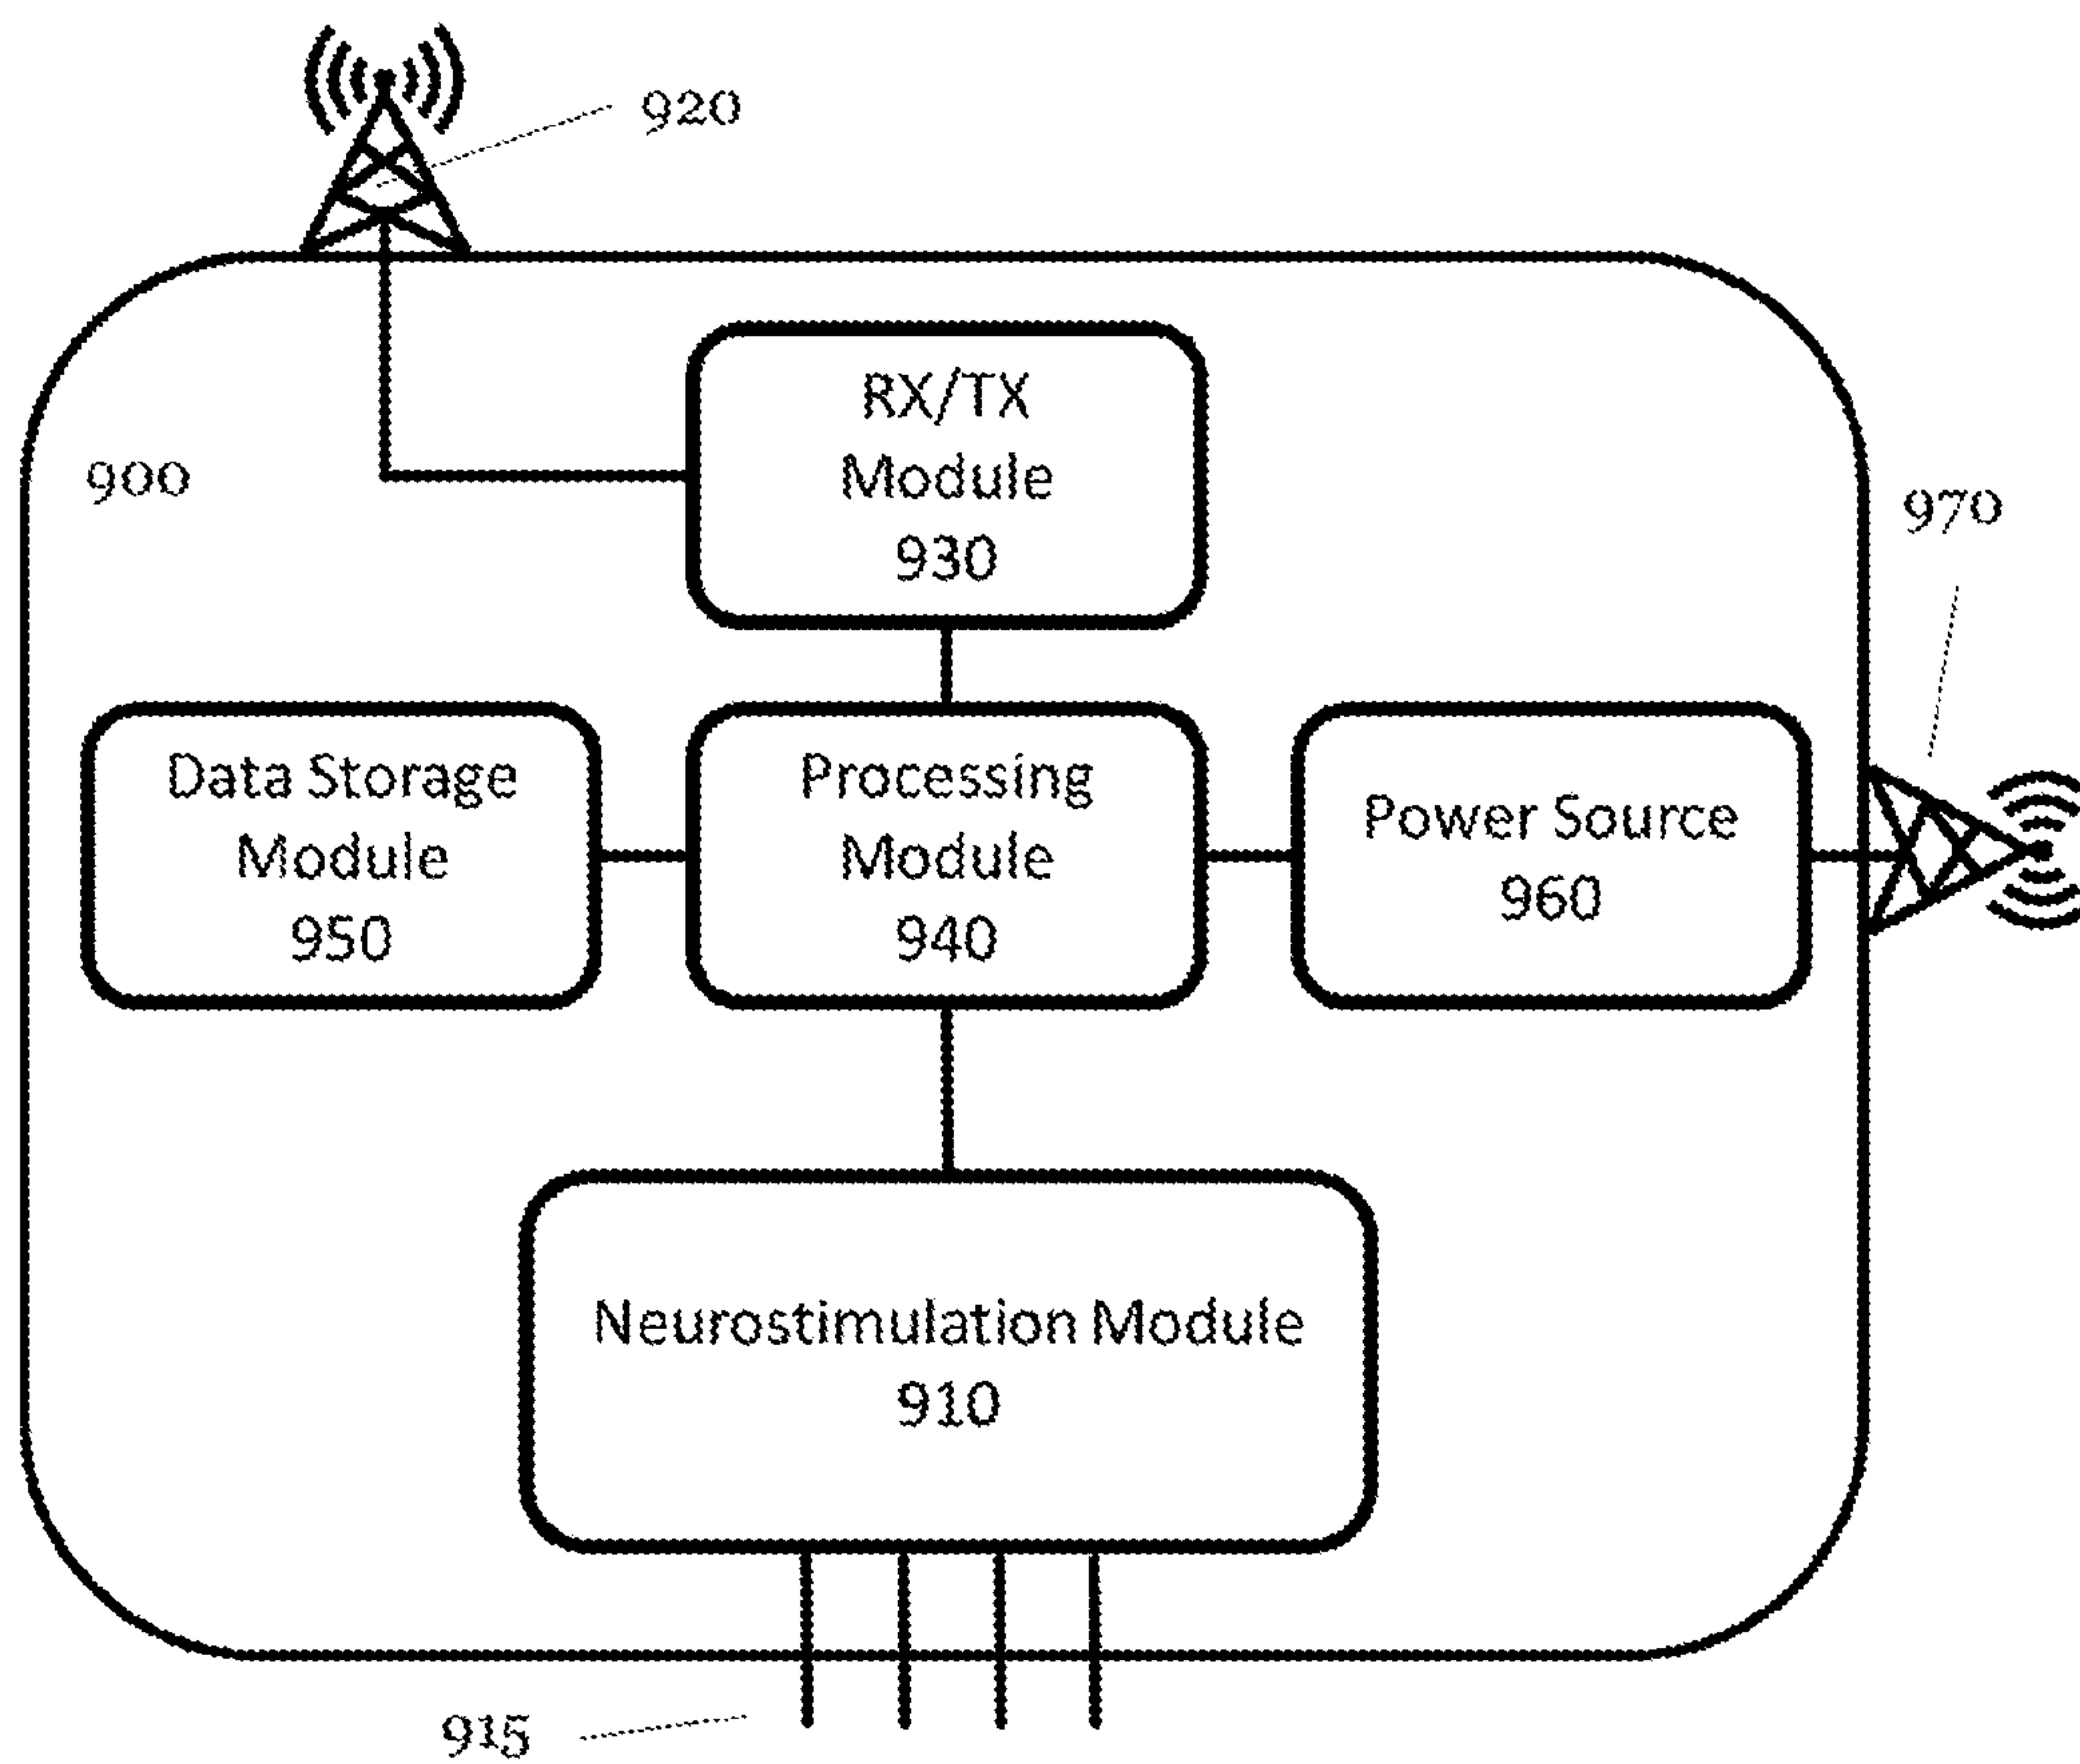 920
RX/TX
Module
930
900
970
Data Storage
Module
950
Processing
Module
940
Power Source
960
Neurostimulation Module
910
915